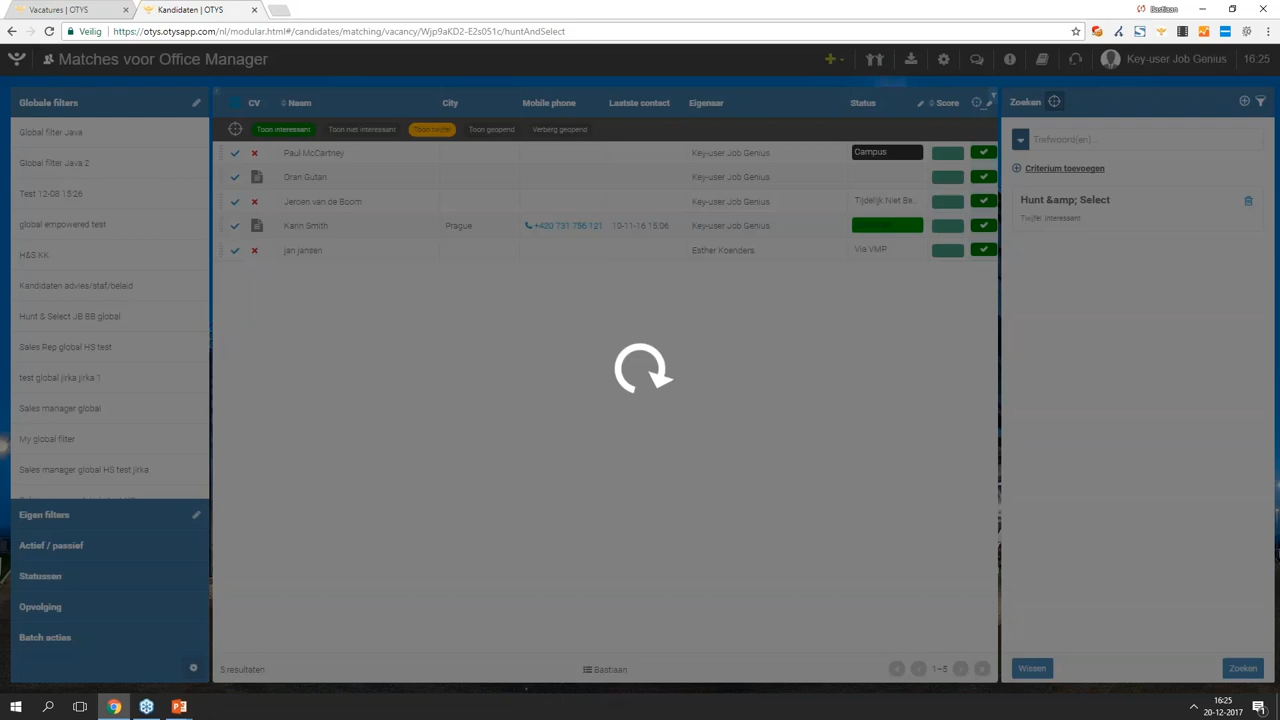 Vacatures | OTYS
Kandidaten | OTYS
Bastiaan
Veilig
https://otys.otysapp.com/nl/modular.html#/candidates/matching/vacancy/Wjp9aKD2-E2s051c/huntAndSelect
Matches voor Office Manager
Key-user Job Genius
16:25
Globale filters
Global filter Java
Global filter Java 2
Test 12-08 15:26
global empowered test
H&S KK
Kandidaten advies/staf/beleid
Hunt & Select JB BB global
Sales Rep global HS test
test global jirka jirka 1
Sales manager global
My global filter
Sales manager global HS test jirka
Eigen filters
Actief / passief
Statussen
Opvolging
Batch acties
CV Naam City Mobile phone Laatste contact Eigenaar Status Score
Toon interessant Toon niet interessant Toon twijfel Toon geopend Verberg geopend
Paul McCartney Key-user Job Genius Campus
Oran Gutan Key-user Job Genius
Jeroen van de Boom Key-user Job Genius Tijdelijk Niet Be...
Karin Smith Prague +420 731 756 121 10-11-16 15:06 Key-user Job Genius
jan jansen Esther Koenders Via VMP
5 resultaten
Bastiaan
1–5
Zoeken
Trefwoord(en)...
Criterium toevoegen
Hunt &amp; Select
Twijfel, Interessant
Wissen
Zoeken
16:25
20-12-2017